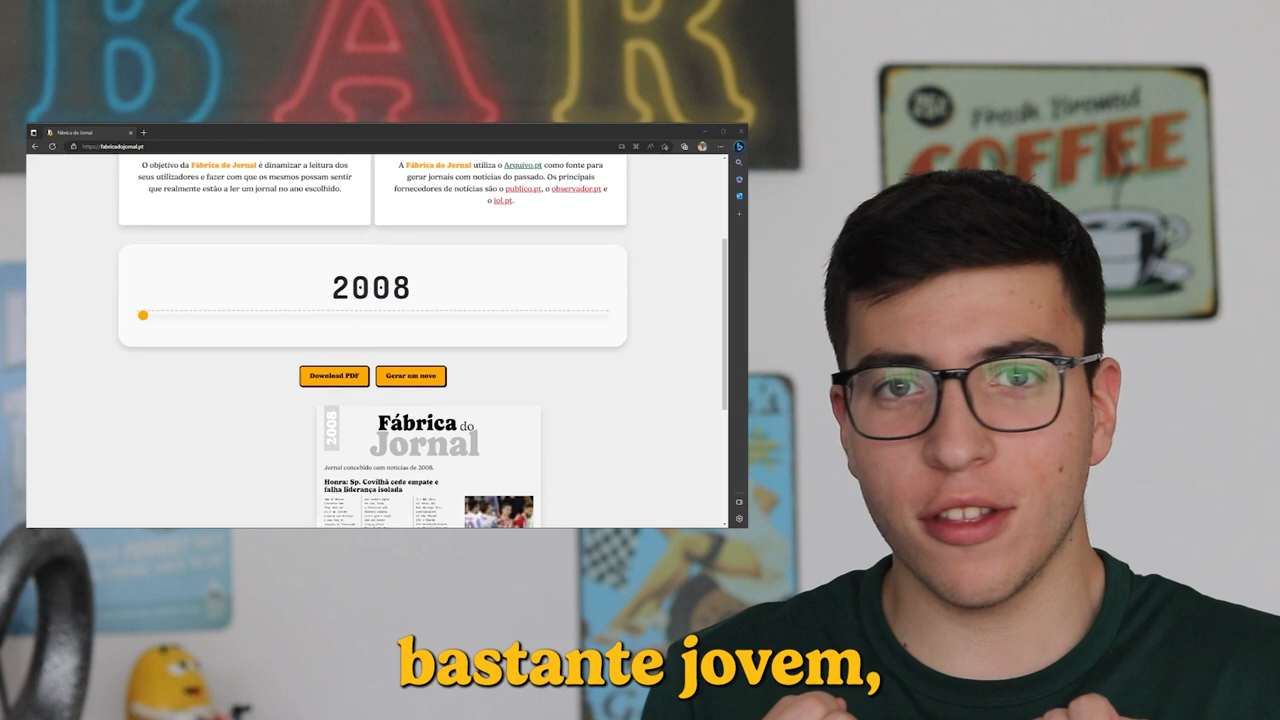 BAR
Fresh Brewed
COFFEE
Fábrica do Jornal
https://fabricadojornal.pt
O objetivo da Fábrica do Jornal é dinamizar a leitura dos
seus utilizadores e fazer com que os mesmos possam sentir
que realmente estão a ler um jornal no ano escolhido.
A Fábrica do Jornal utiliza o Arquivo.pt como fonte para
gerar jornais com notícias do passado. Os principais
fornecedores de notícias são o publico.pt, o observador.pt e
o iol.pt.
2008
Download PDF
Gerar um novo
2008
Fábrica do
Jornal
Jornal concebido com notícias de 2008.
Honra: Sp. Covilhã cede empate e
falha liderança isolada
bastante jovem,